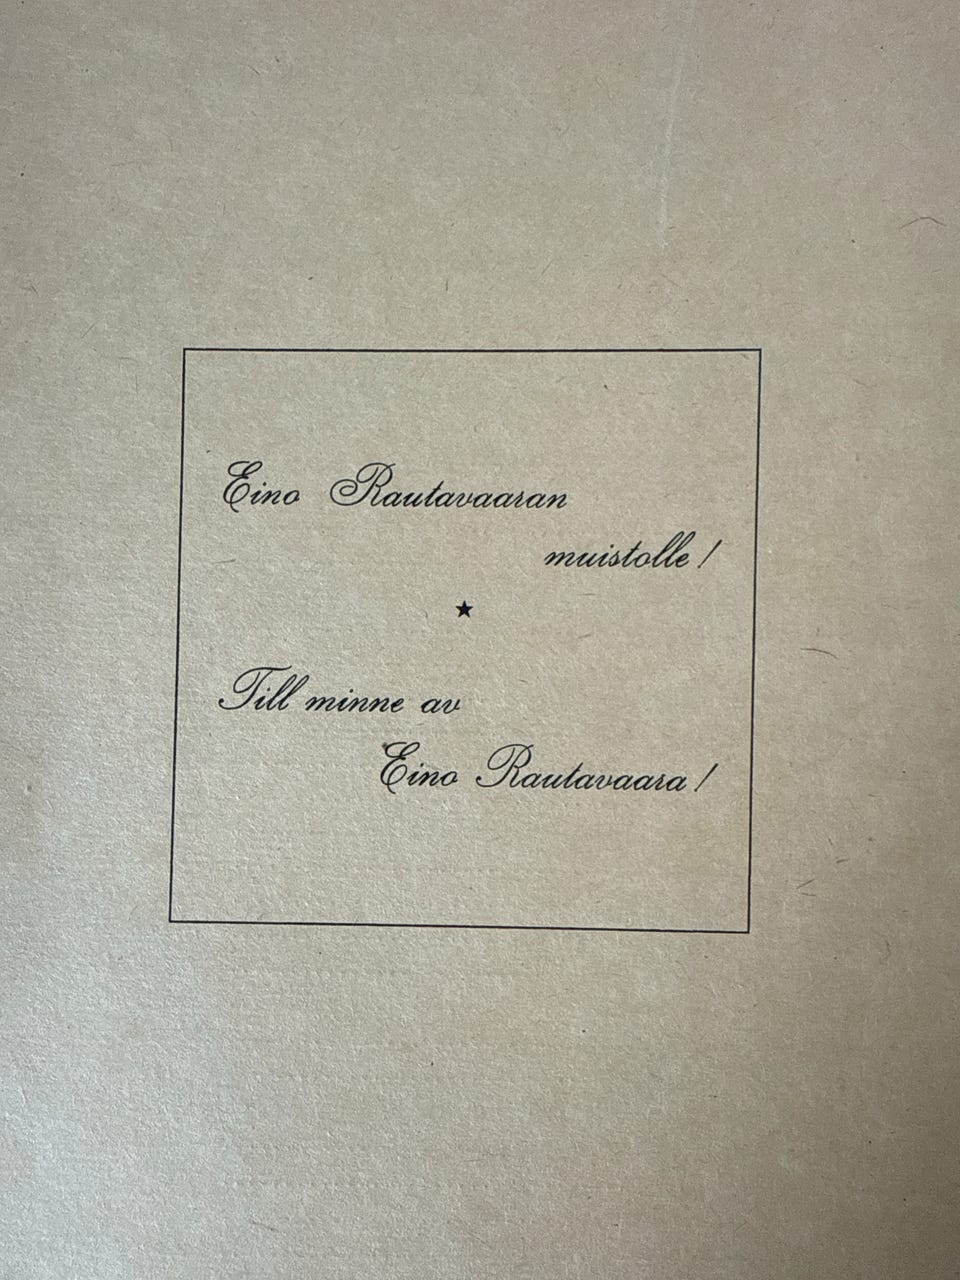 Eino Rautavaaran
muistolle!
★
Till minne av
Eino Rautavaara!